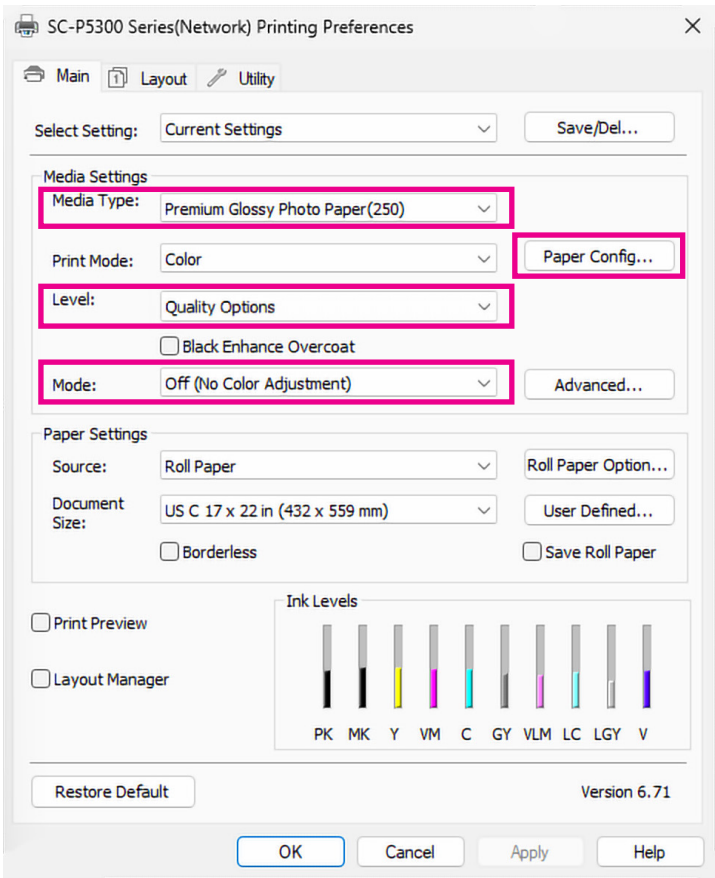 SC-P5300 Series(Network) Printing Preferences
Main
1
Layout
Utility
Select Setting:
Current Settings
Save/Del...
Media Settings
Media Type:
Premium Glossy Photo Paper(250)
Print Mode:
Color
Paper Config...
Level:
Quality Options
Black Enhance Overcoat
Mode:
Off (No Color Adjustment)
Advanced...
Paper Settings
Source:
Roll Paper
Roll Paper Option...
Document
Size:
US C 17 x 22 in (432 x 559 mm)
User Defined...
Borderless
Save Roll Paper
Print Preview
Layout Manager
Ink Levels
PK MK Y VM C GY VLM LC LGY V
Restore Default
Version 6.71
OK
Cancel
Apply
Help